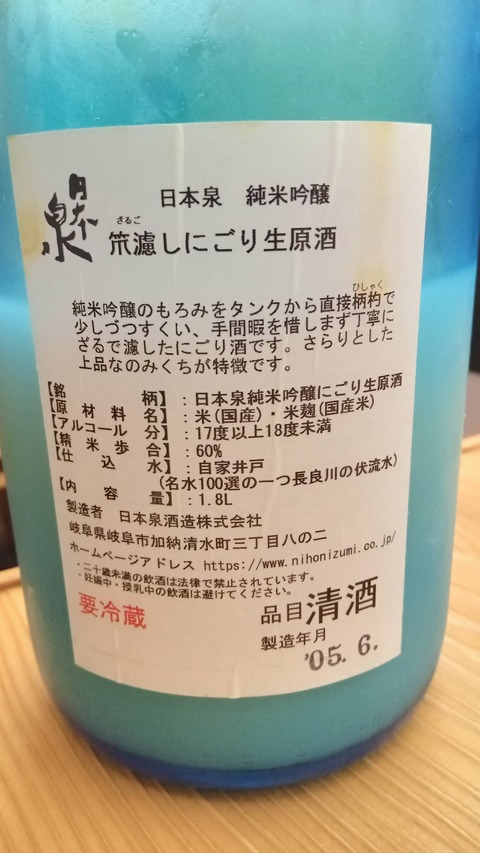 日本泉
日本泉 純米吟醸
ざるご
笊濾しにごり生原酒
ひしゃく
純米吟醸のもろみをタンクから直接柄杓で
少しづつすくい、手間暇を惜しまず丁寧に
ざるで濾したにごり酒です。さらりとした
上品なのみくちが特徴です。
【銘柄】：日本泉純米吟醸にごり生原酒
【原材料名】：米(国産)・米麹(国産米)
【アルコール分】：17度以上18度未満
【精米歩合】：60%
【仕込水】：自家井戸
(名水100選の一つ長良川の伏流水)
【内容量】：1.8L
製造者 日本泉酒造株式会社
岐阜県岐阜市加納清水町三丁目八の二
ホームページアドレス https://www.nihonizumi.co.jp/
・二十歳未満の飲酒は法律で禁止されています。
・妊娠中・授乳中の飲酒は避けてください。
要冷蔵
品目 清酒
製造年月
'05. 6.